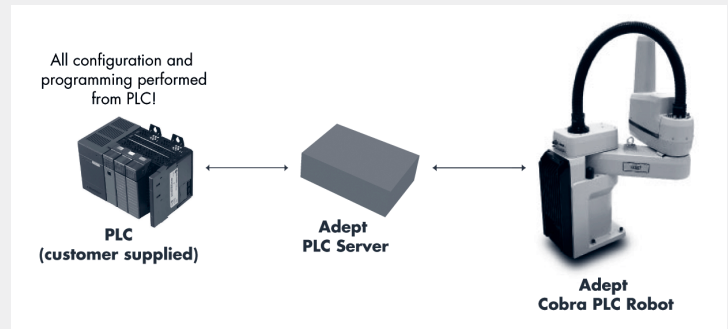 All configuration and
programming performed
from PLC!
PLC
(customer supplied)
Adept
PLC Server
Adept
Cobra PLC Robot